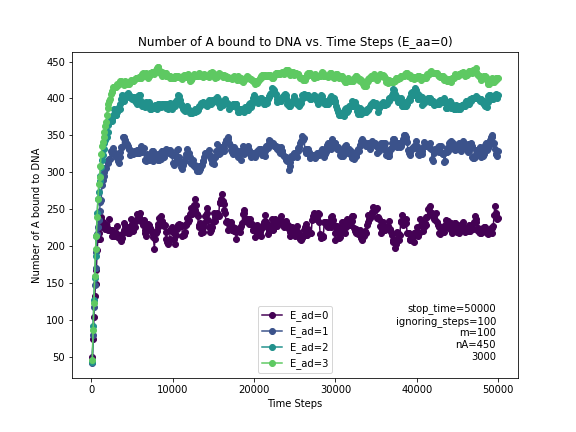 Number of A bound to DNA vs. Time Steps (E_aa=0)
Number of A bound to DNA
450
400
350
300
250
200
150
100
50
E_ad=0
E_ad=1
E_ad=2
E_ad=3
stop_time=50000
ignoring_steps=100
m=100
nA=450
3000
0 10000 20000 30000 40000 50000
Time Steps